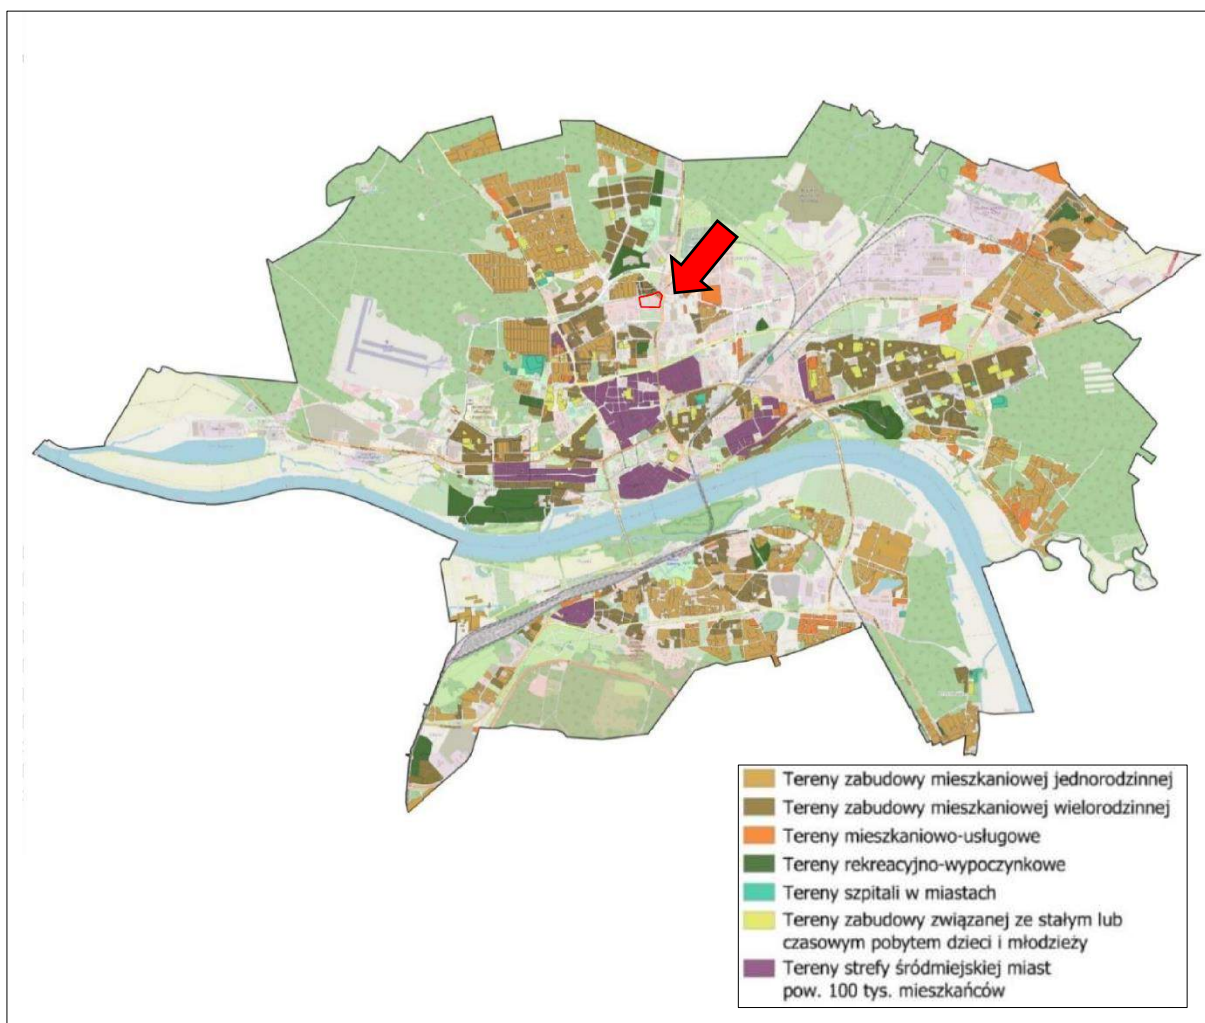 Tereny zabudowy mieszkaniowej jednorodzinnej
Tereny zabudowy mieszkaniowej wielorodzinnej
Tereny mieszkaniowo-usługowe
Tereny rekreacyjno-wypoczynkowe
Tereny szpitali w miastach
Tereny zabudowy związanej ze stałym lub
czasowym pobytem dzieci i młodzieży
Tereny strefy śródmiejskiej miast
pow. 100 tys. mieszkańców